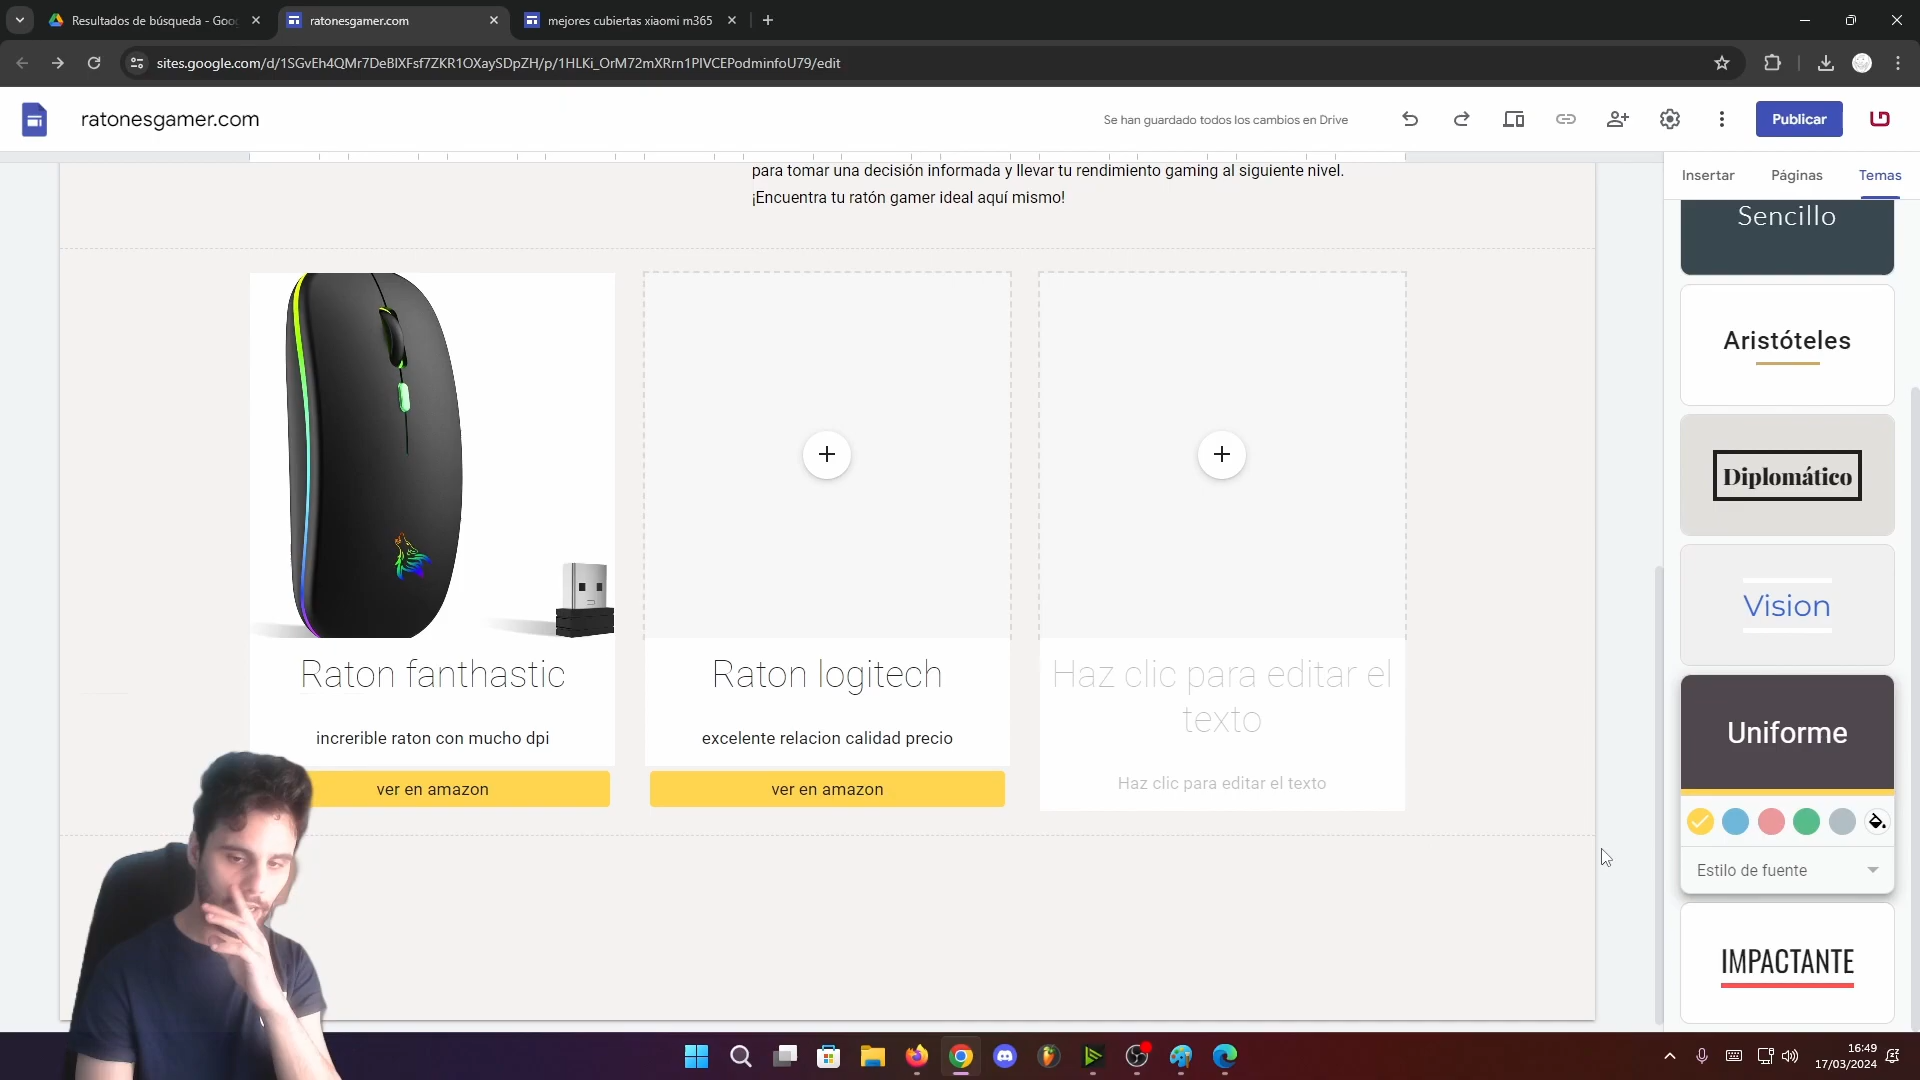 Resultados de búsqueda - Goo
ratonesgamer.com
mejores cubiertas xiaomi m365
sites.google.com/d/1SGvEh4QMr7DeBlXFsf7ZKR1OXaySDpZH/p/1HLKi_OrM72mXRrn1PIVCEPodminfoU79/edit
ratonesgamer.com
Se han guardado todos los cambios en Drive
Publicar
Insertar
Páginas
Temas
para tomar una decisión informada y llevar tu rendimiento gaming al siguiente nivel.
¡Encuentra tu ratón gamer ideal aquí mismo!
Sencillo
Aristóteles
Diplomático
Vision
Uniforme
Estilo de fuente
IMPACTANTE
Raton fanthastic
increrible raton con mucho dpi
ver en amazon
Raton logitech
excelente relacion calidad precio
ver en amazon
Haz clic para editar el
texto
Haz clic para editar el texto
16:49
17/03/2024